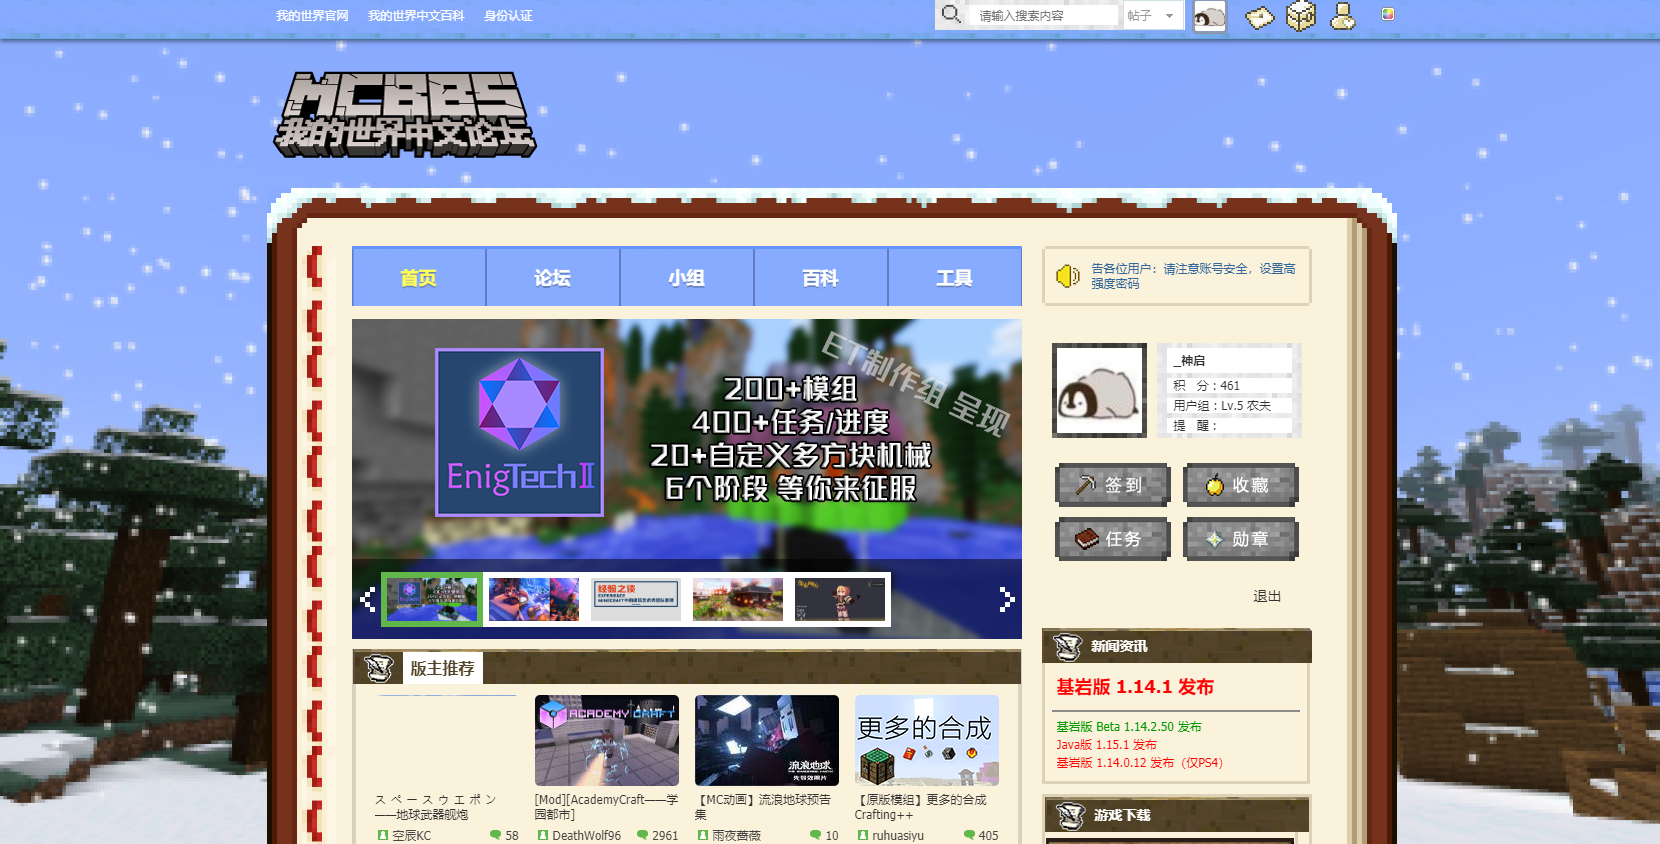 我的世界官网 我的世界中文百科 身份认证
请输入搜索内容 帖子
MCBBS
我的世界中文论坛
首页 论坛 小组 百科 工具
告各位用户：请注意账号安全，设置高
强度密码
ET制作组 呈现
200+模组
400+任务/进度
20+自定义多方块机械
6个阶段 等你来征服
EnigTechII
_神启
积 分：461
用户组：Lv.5 农夫
提 醒：
签到 收藏
任务 勋章
退出
经验之谈
EXPERIENCE
版主推荐
ACADEMY CRAFT
流浪地球
更多的合成
スペースウエポン
——地球武器舰炮
空辰KC 58
[Mod][AcademyCraft——学
园都市]
DeathWolf96 2961
【MC动画】流浪地球预告
集
雨夜蔷薇 10
【原版模组】更多的合成
Crafting++
ruhuasiyu 405
新闻资讯
基岩版 1.14.1 发布
基岩版 Beta 1.14.2.50 发布
Java版 1.15.1 发布
基岩版 1.14.0.12 发布（仅PS4）
游戏下载